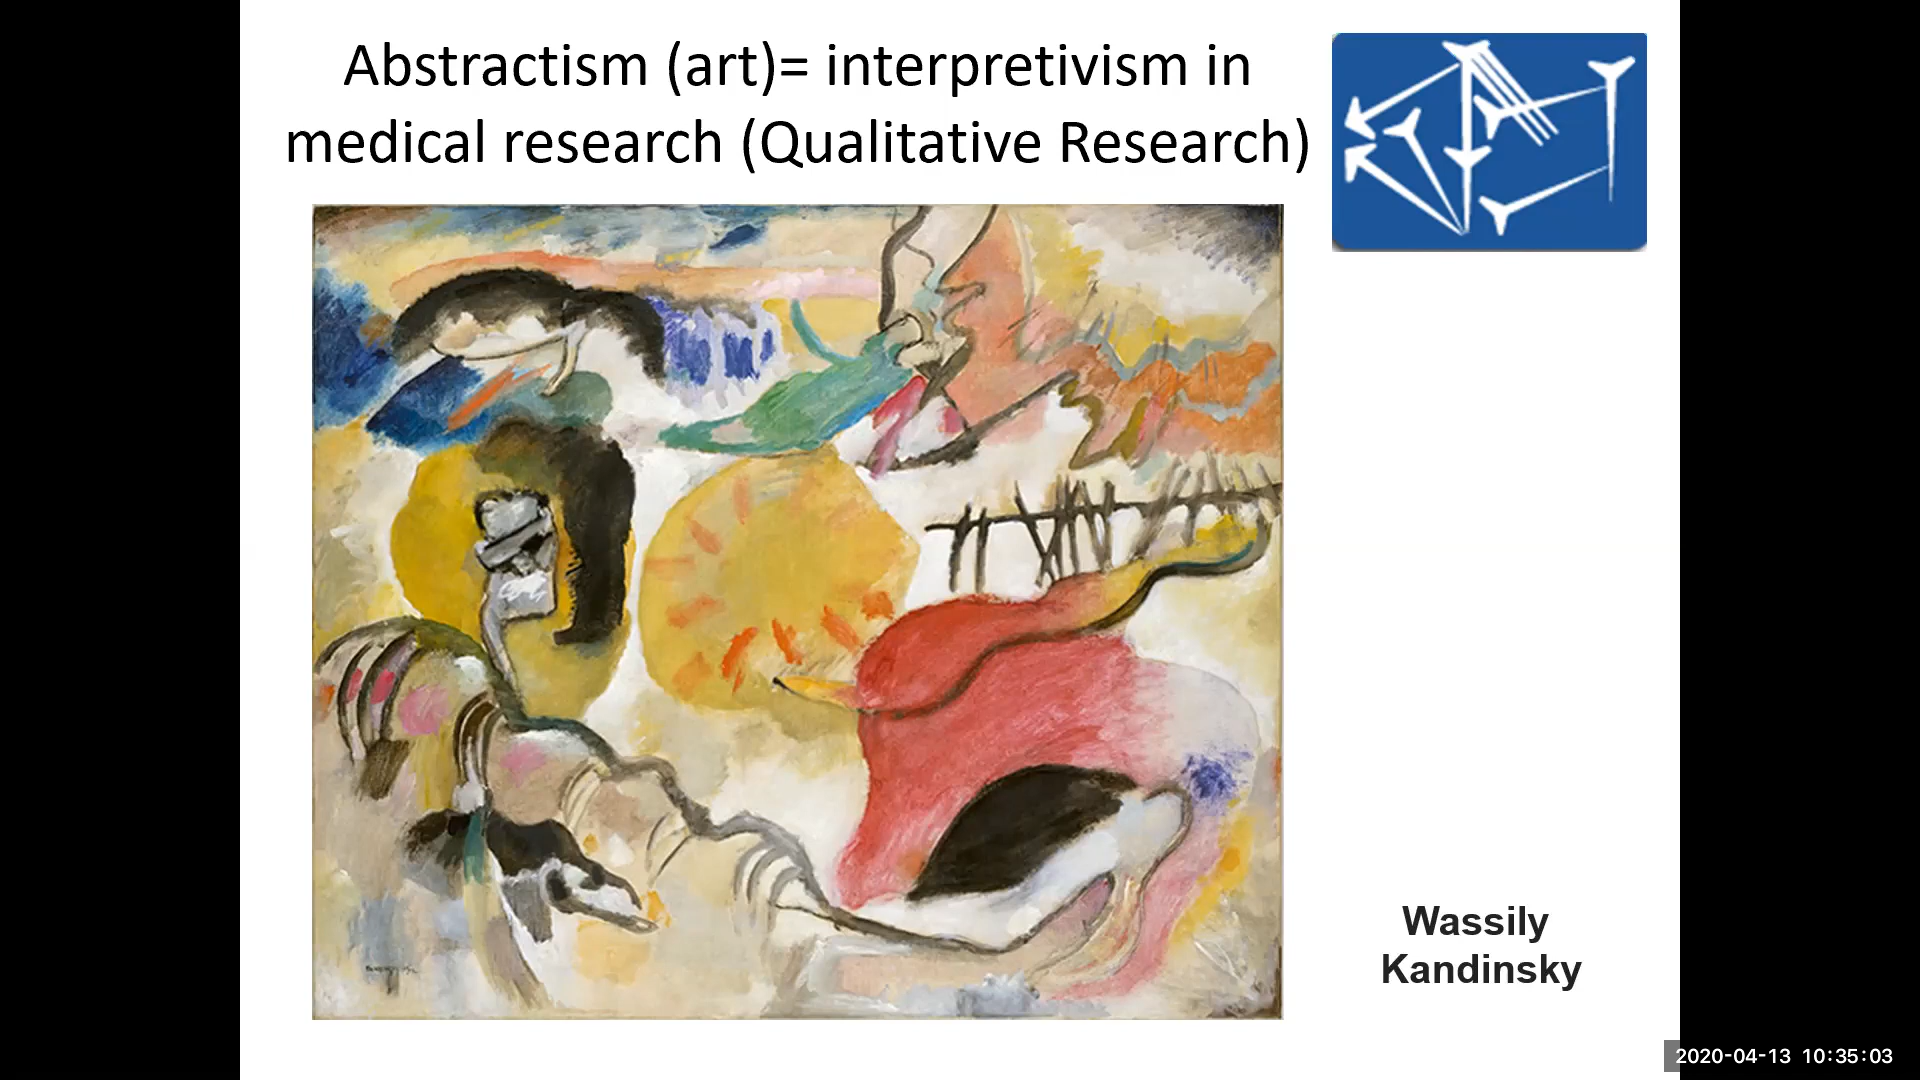 Abstractism (art)= interpretivism in
medical research (Qualitative Research)
Wassily
Kandinsky
2020-04-13 10:35:03